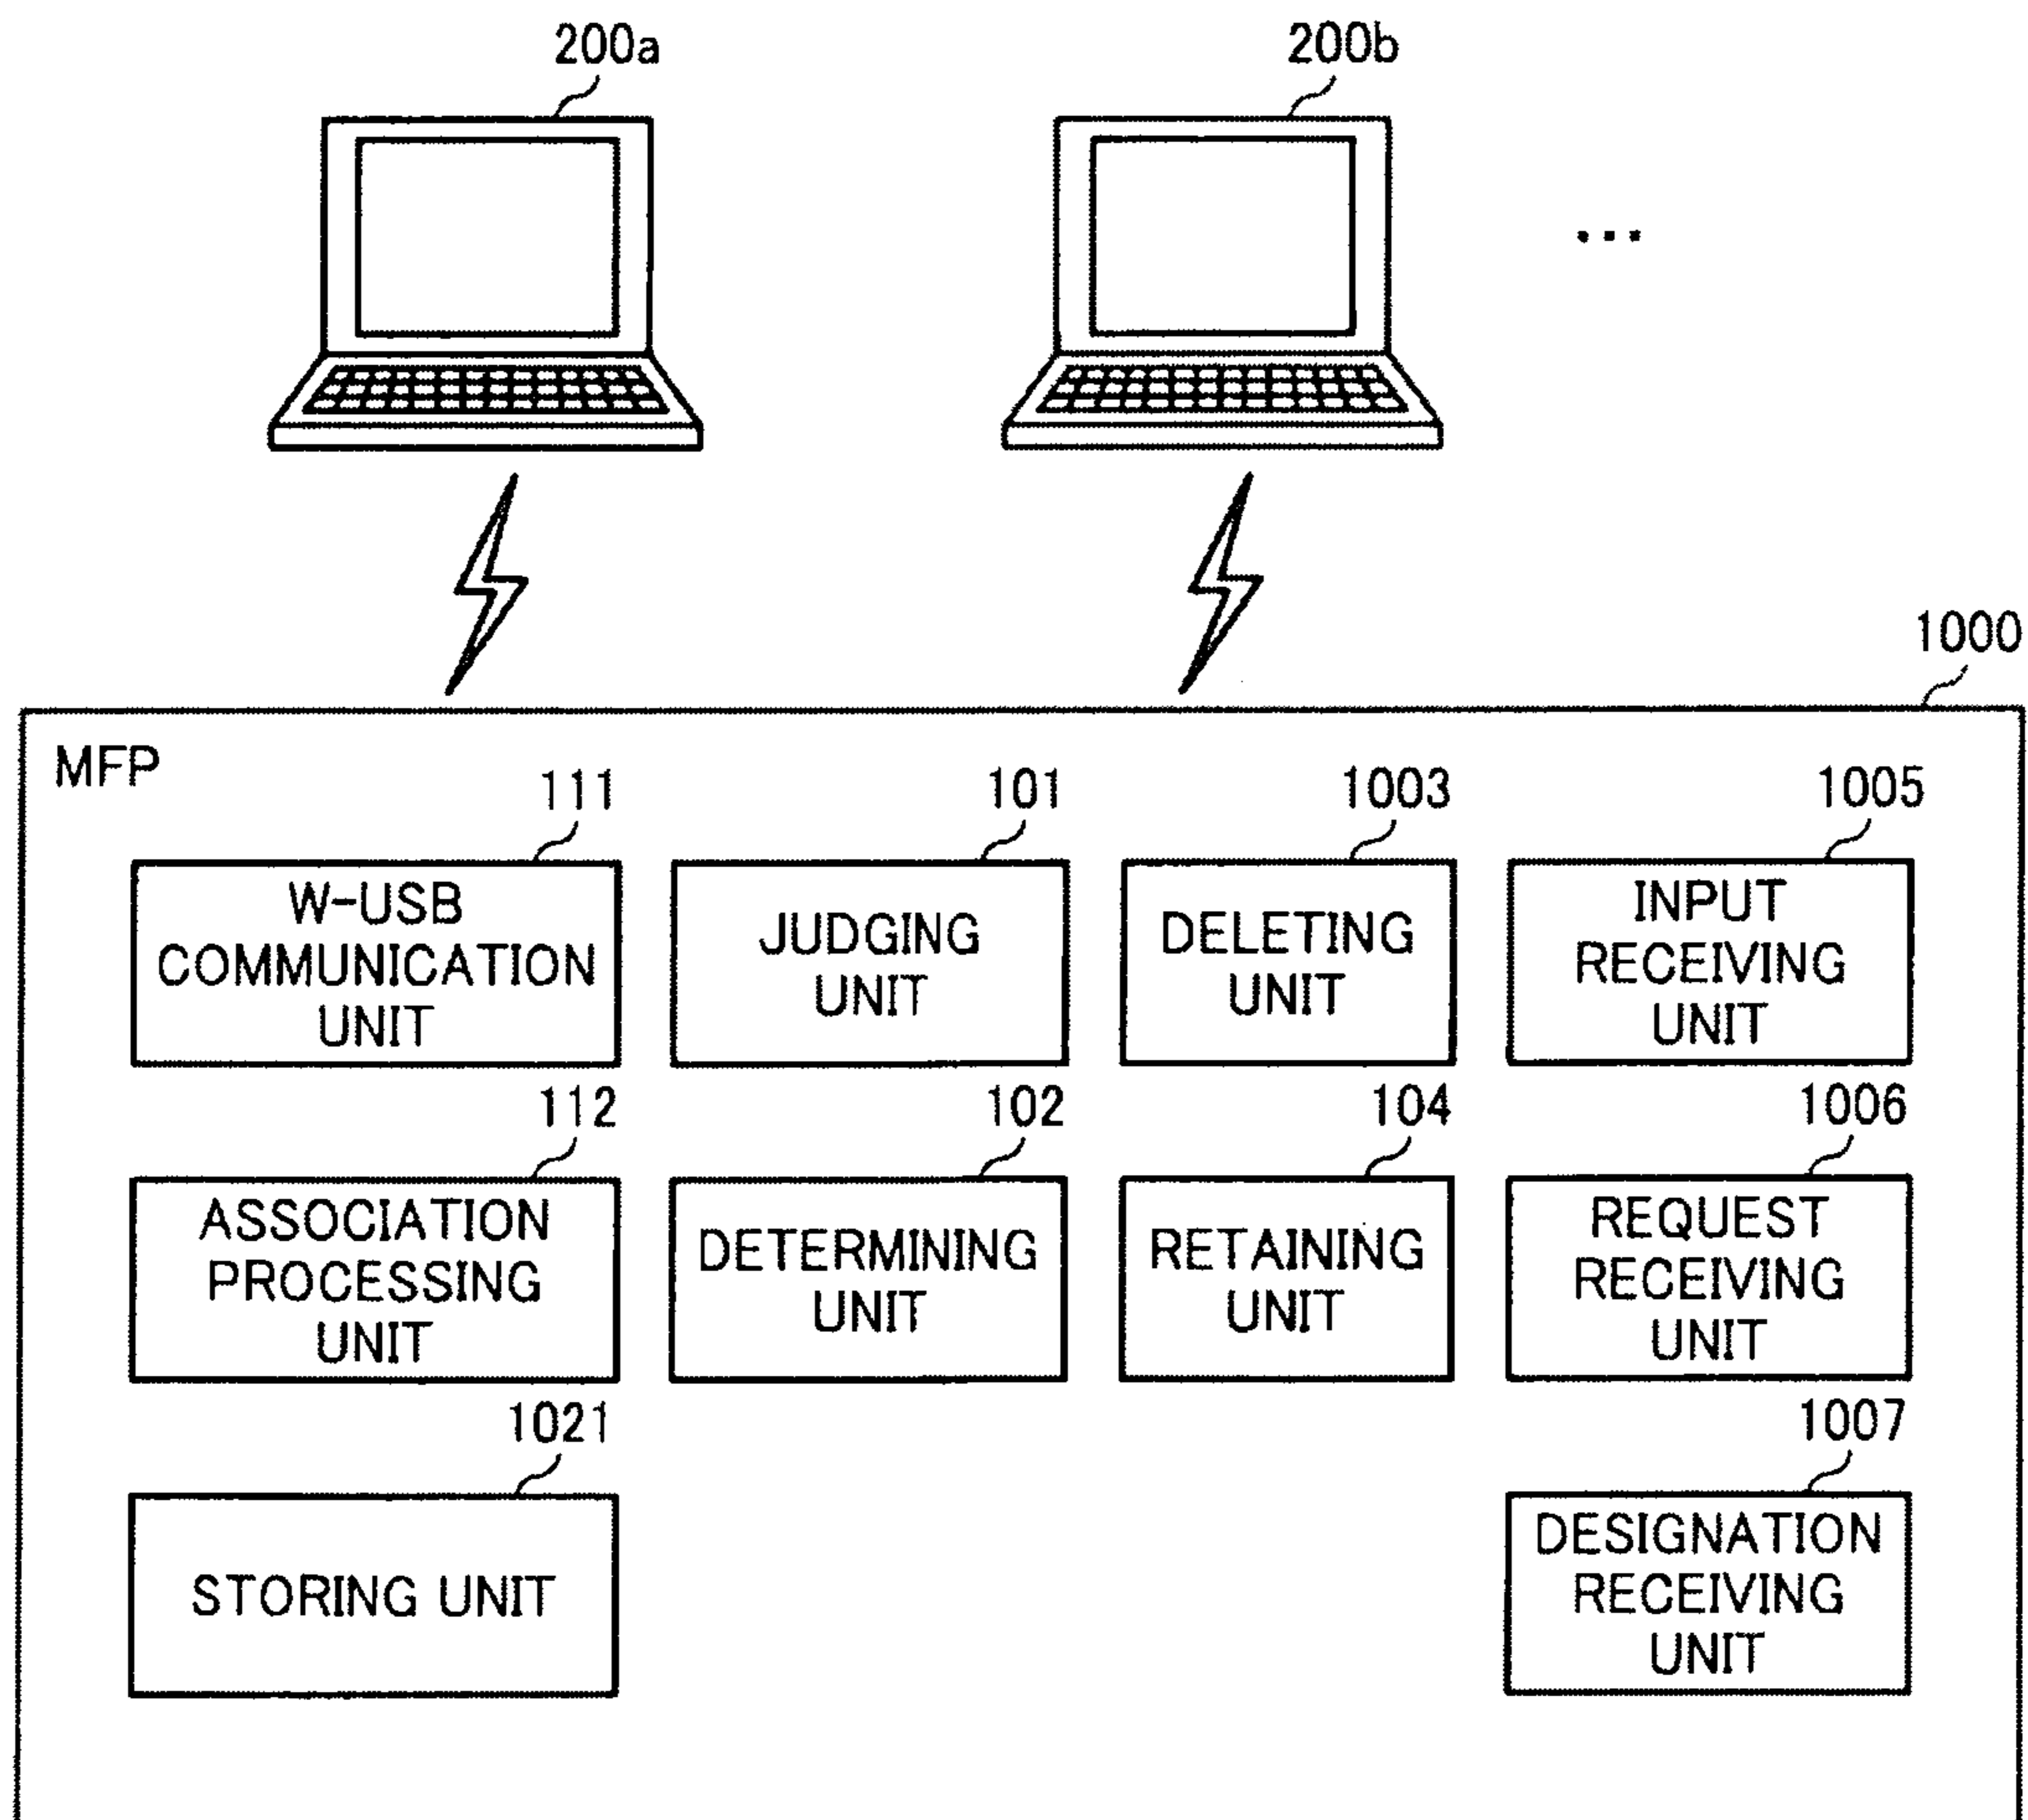 200a
200b
...
1000
MFP
111
101
1003
1005
W-USB
COMMUNICATION
UNIT
JUDGING
UNIT
DELETING
UNIT
INPUT
RECEIVING
UNIT
112
102
104
1006
ASSOCIATION
PROCESSING
UNIT
DETERMINING
UNIT
RETAINING
UNIT
REQUEST
RECEIVING
UNIT
1021
1007
STORING UNIT
DESIGNATION
RECEIVING
UNIT